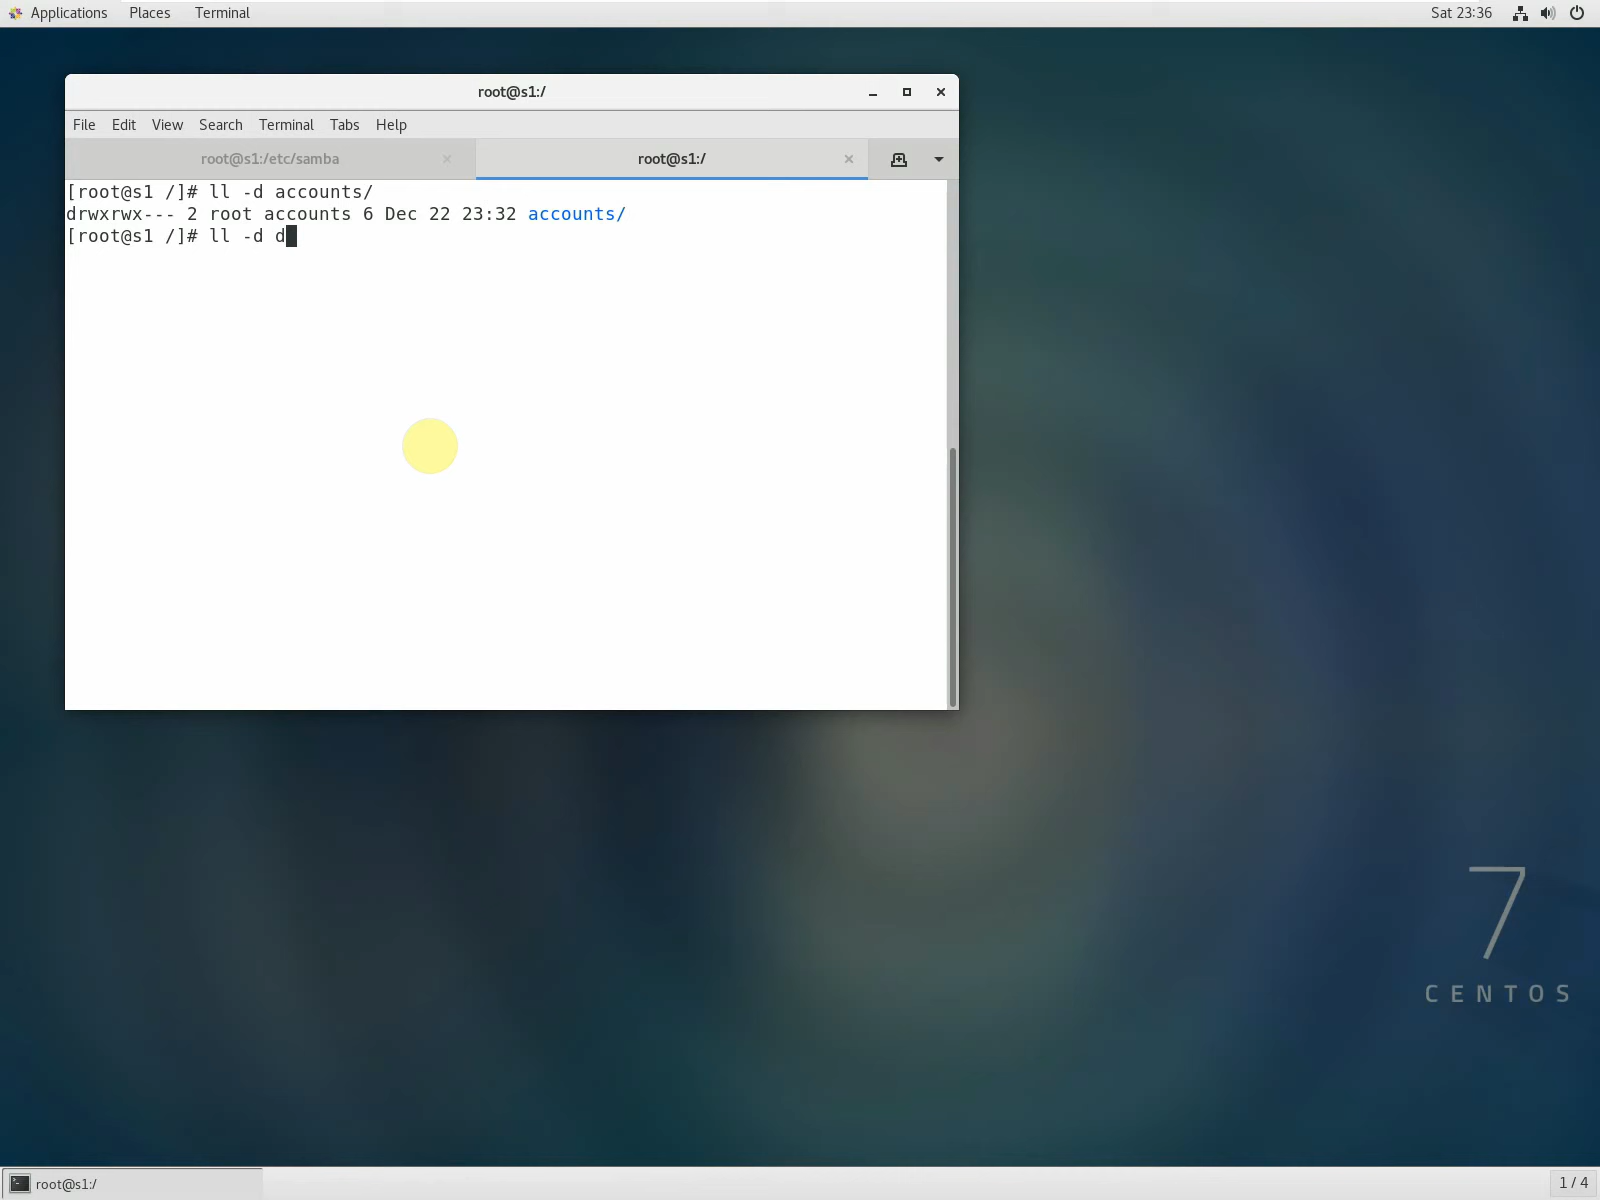 Applications Places Terminal Sat 23:36
root@s1:/
File Edit View Search Terminal Tabs Help
root@s1:/etc/samba root@s1:/
[root@s1 /]# ll -d accounts/
drwxrwx--- 2 root accounts 6 Dec 22 23:32 accounts/
[root@s1 /]# ll -d d
7
CENTOS
root@s1:/ 1 / 4